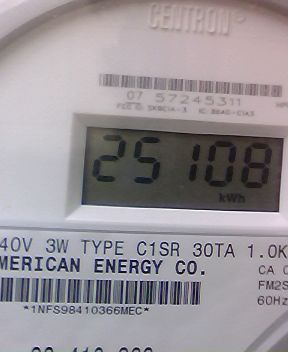 CENTRON®
07 57245311
25108
kWh
40V 3W TYPE C1SR 30TA 1.0K
MERICAN ENERGY CO.
CA 0
FM2S
60Hz
*1NFS98410366MEC*